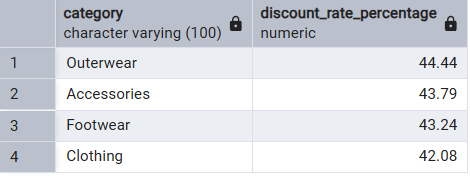 category discount_rate_percentage
character varying (100) numeric
1 Outerwear 44.44
2 Accessories 43.79
3 Footwear 43.24
4 Clothing 42.08